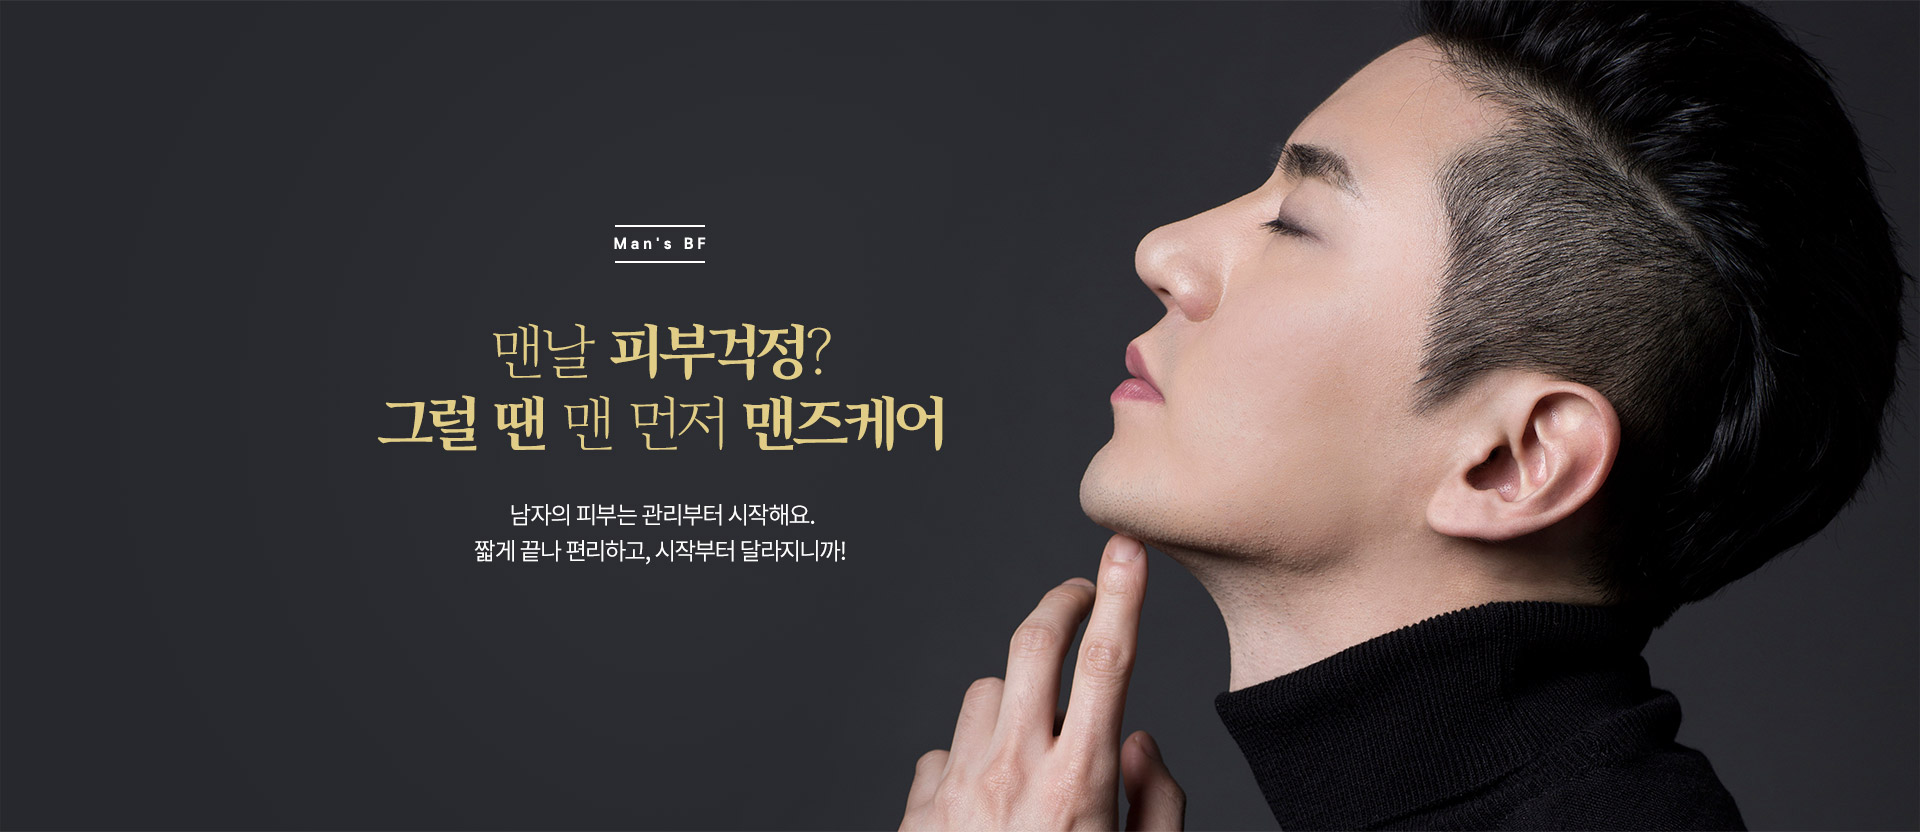 Man's BF
맨날 피부걱정?
그럴 땐 맨 먼저 맨즈케어
남자의 피부는 관리부터 시작해요.
짧게 끝나 편리하고, 시작부터 달라지니까!